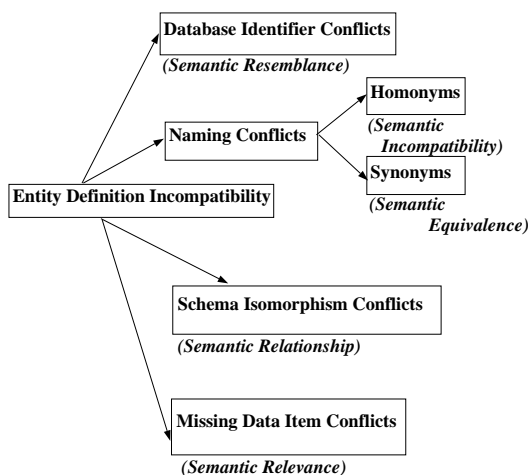 Database Identifier Conflicts
(Semantic Resemblance)
Homonyms
(Semantic
Incompatibility)
Naming Conflicts
Synonyms
(Semantic
Equivalence)
Entity Definition Incompatibility
Schema Isomorphism Conflicts
(Semantic Relationship)
Missing Data Item Conflicts
(Semantic Relevance)